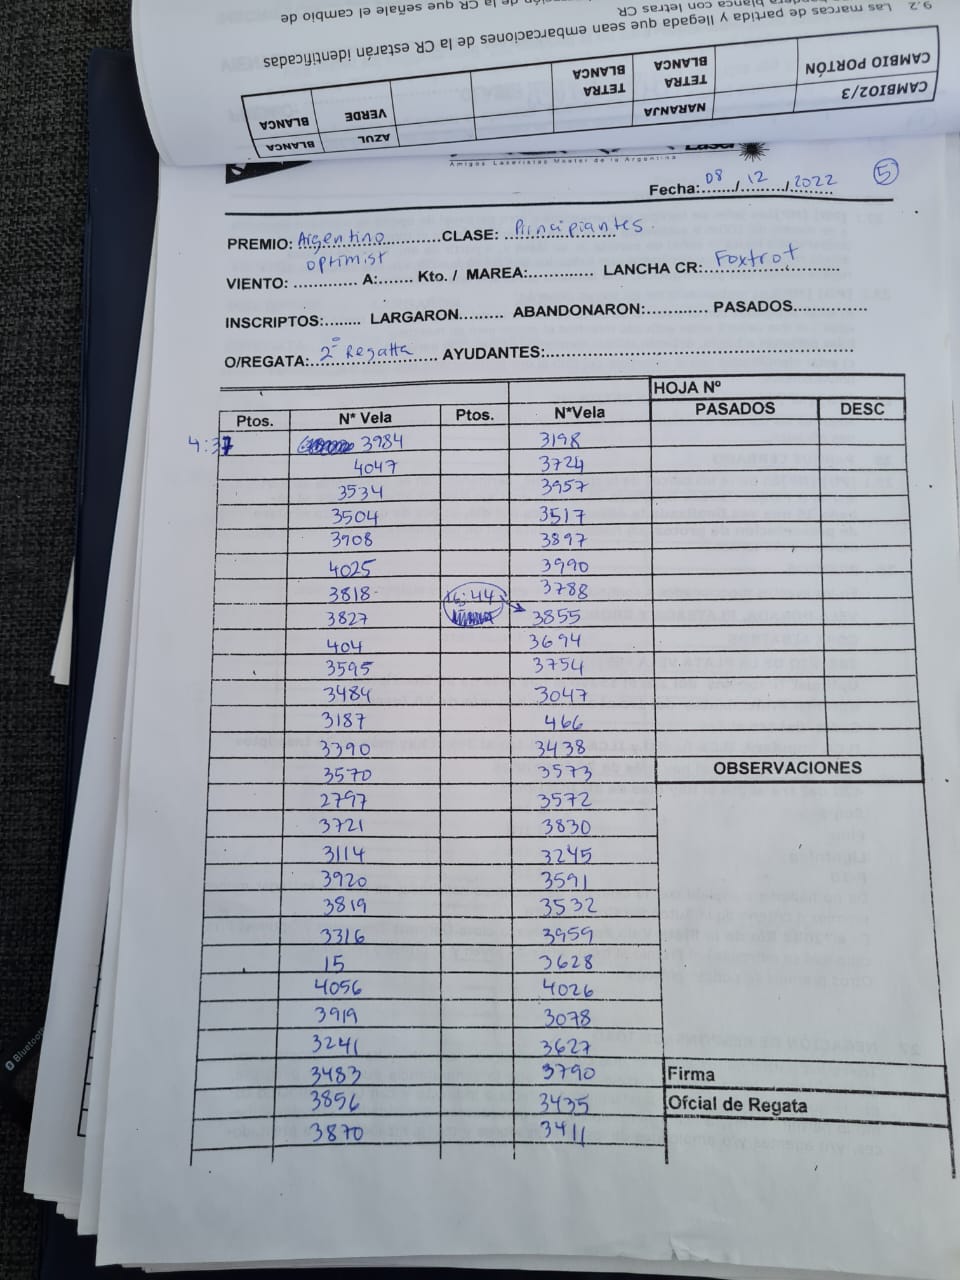 9.2 Las marcas de partida y llegada que sean embarcaciones de la CR estarán identificadas
blanca con letras CR
de la CR que señale el cambio de
CAMBIO2/3 NARANJA AZUL BLANCA
CAMBIO PORTÓN TETRA BLANCA TETRA BLANCA VERDE BLANCA
Amigos Laseristas Master de la Argentina
Fecha: 08 / 12 / 2022 5
PREMIO: Argentino CLASE: Principiantes
optimist
VIENTO: ............ A:....... Kto. / MAREA:............. LANCHA CR: Foxtrot
INSCRIPTOS:........ LARGARON......... ABANDONARON:............. PASADOS...............
O/REGATA: 2° Regatta AYUDANTES:
HOJA Nº
Ptos. N* Vela Ptos. N*Vela PASADOS DESC
4:37 3984 3198
4047 3724
3534 3957
3504 3517
3908 3897
4025 3990
3818 3788
3827 16:44 3855
404 3694
3595 3754
3484 3047
3187 466
3390 3438
3570 3573 OBSERVACIONES
2797 3572
3721 3830
3114 3245
3920 3591
3819 3532
3316 3959
15 3628
4056 4026
3919 3078
3241 3627
3483 3790 Firma
3856 3435 Ofcial de Regata
3870 3411
Bluetooth